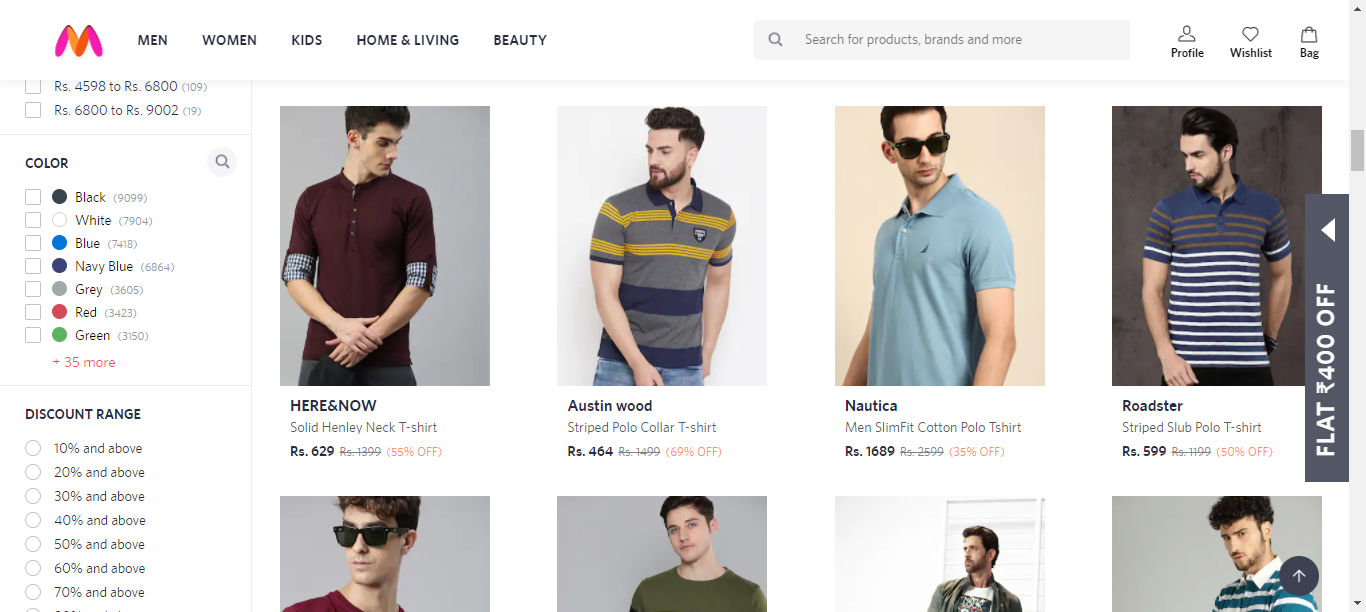 MEN WOMEN KIDS HOME & LIVING BEAUTY
Search for products, brands and more
Profile Wishlist Bag
Rs. 4598 to Rs. 6800 (109)
Rs. 6800 to Rs. 9002 (19)
COLOR
Black (9099)
White (7904)
Blue (7418)
Navy Blue (6864)
Grey (3605)
Red (3423)
Green (3150)
+ 35 more
DISCOUNT RANGE
10% and above
20% and above
30% and above
40% and above
50% and above
60% and above
70% and above
HERE&NOW
Solid Henley Neck T-shirt
Rs. 629 Rs. 1399 (55% OFF)
Austin wood
Striped Polo Collar T-shirt
Rs. 464 Rs. 1499 (69% OFF)
Nautica
Men SlimFit Cotton Polo Tshirt
Rs. 1689 Rs. 2599 (35% OFF)
Roadster
Striped Slub Polo T-shirt
Rs. 599 Rs. 1199 (50% OFF)
FLAT ₹400 OFF